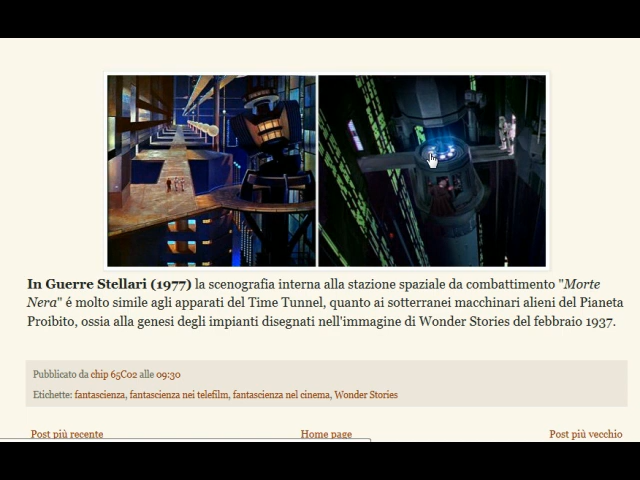 In Guerre Stellari (1977) la scenografia interna alla stazione spaziale da combattimento "Morte
Nera" é molto simile agli apparati del Time Tunnel, quanto ai sotterranei macchinari alieni del Pianeta
Proibito, ossia alla genesi degli impianti disegnati nell'immagine di Wonder Stories del febbraio 1937.
Pubblicato da chip 65C02 alle 09:30
Etichette: fantascienza, fantascienza nei telefilm, fantascienza nel cinema, Wonder Stories
Post più recente Home page Post più vecchio